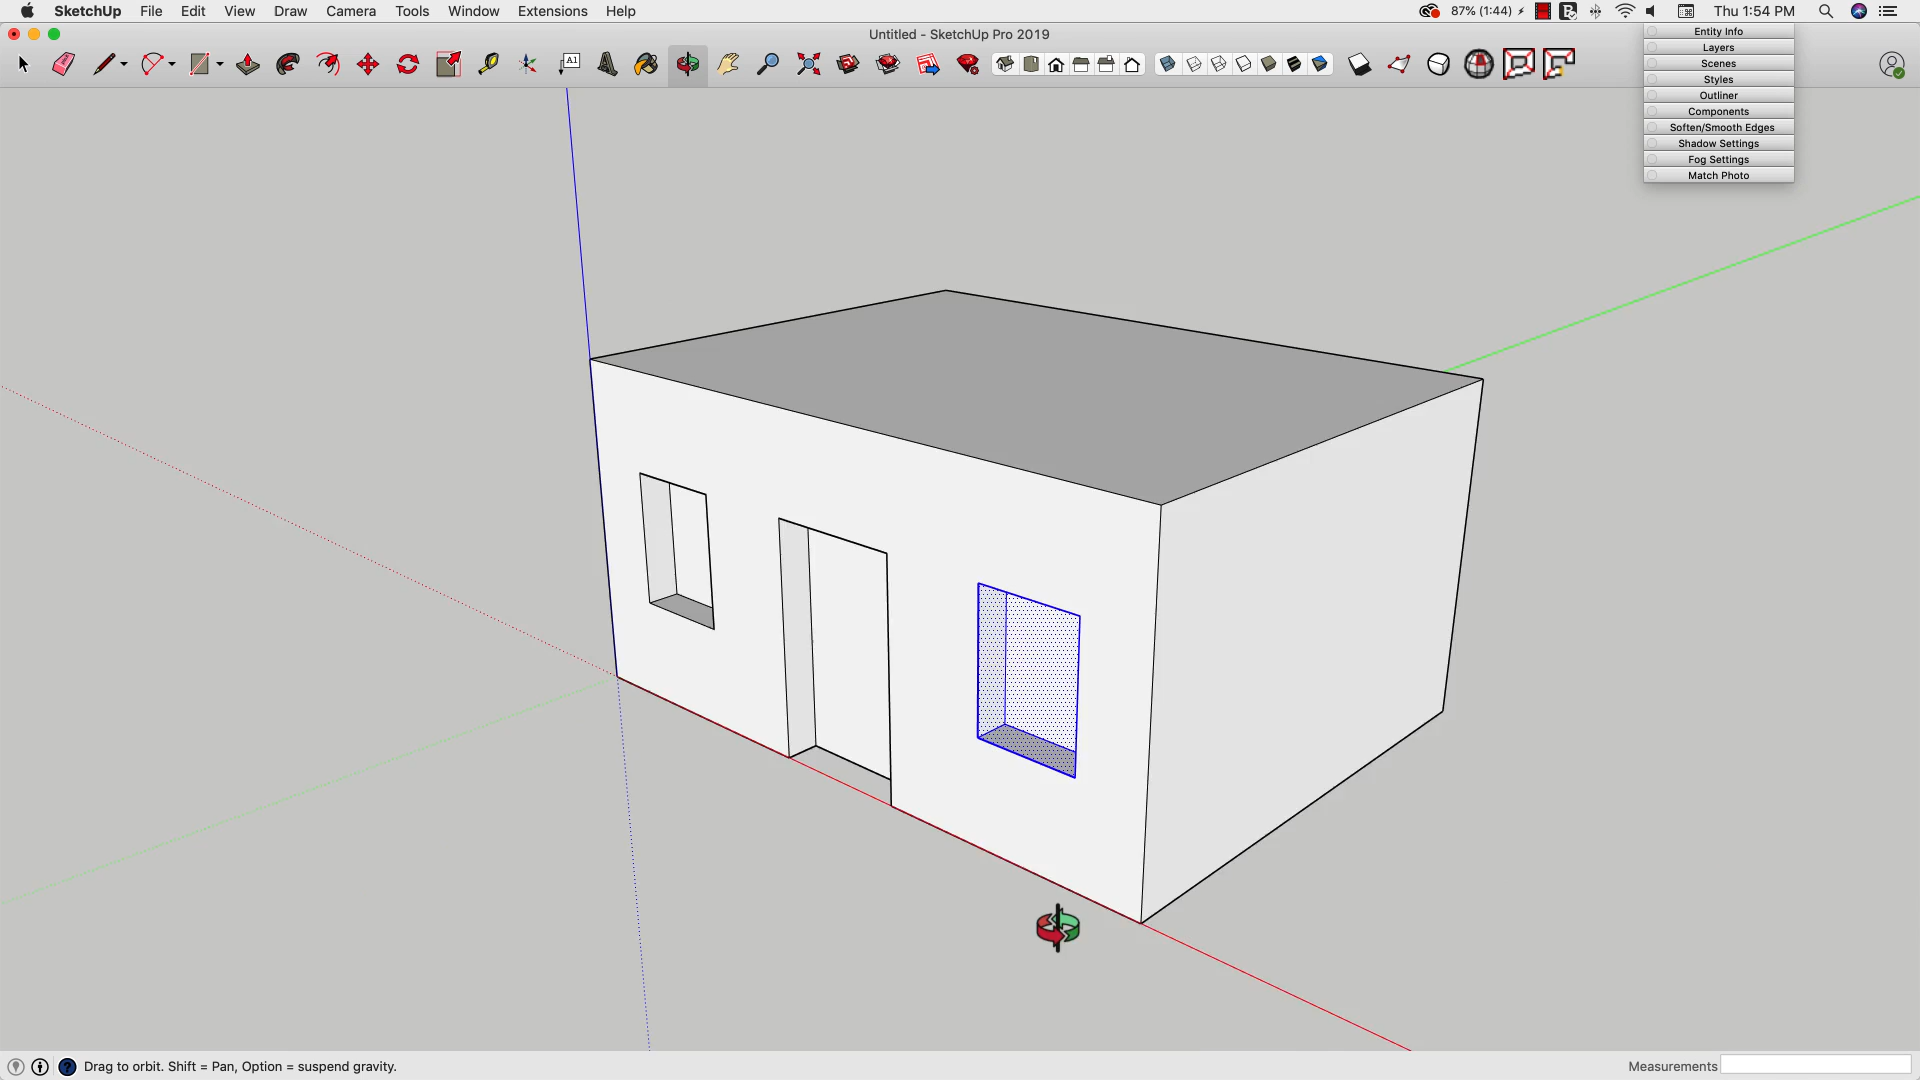 SketchUp File Edit View Draw Camera Tools Window Extensions Help 87% (1:44) Thu 1:54 PM
Untitled - SketchUp Pro 2019
A1
Entity Info
Layers
Scenes
Styles
Outliner
Components
Soften/Smooth Edges
Shadow Settings
Fog Settings
Match Photo
Drag to orbit. Shift = Pan, Option = suspend gravity.
Measurements